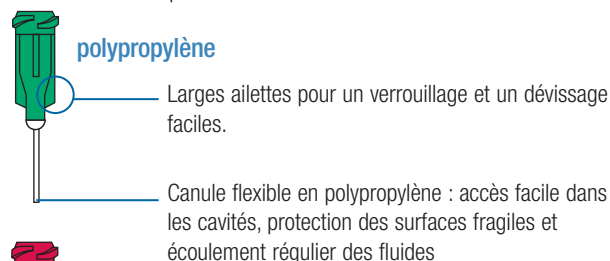 polypropylène
Larges ailettes pour un verrouillage et un dévissage
faciles.
Canule flexible en polypropylène : accès facile dans
les cavités, protection des surfaces fragiles et
écoulement régulier des fluides